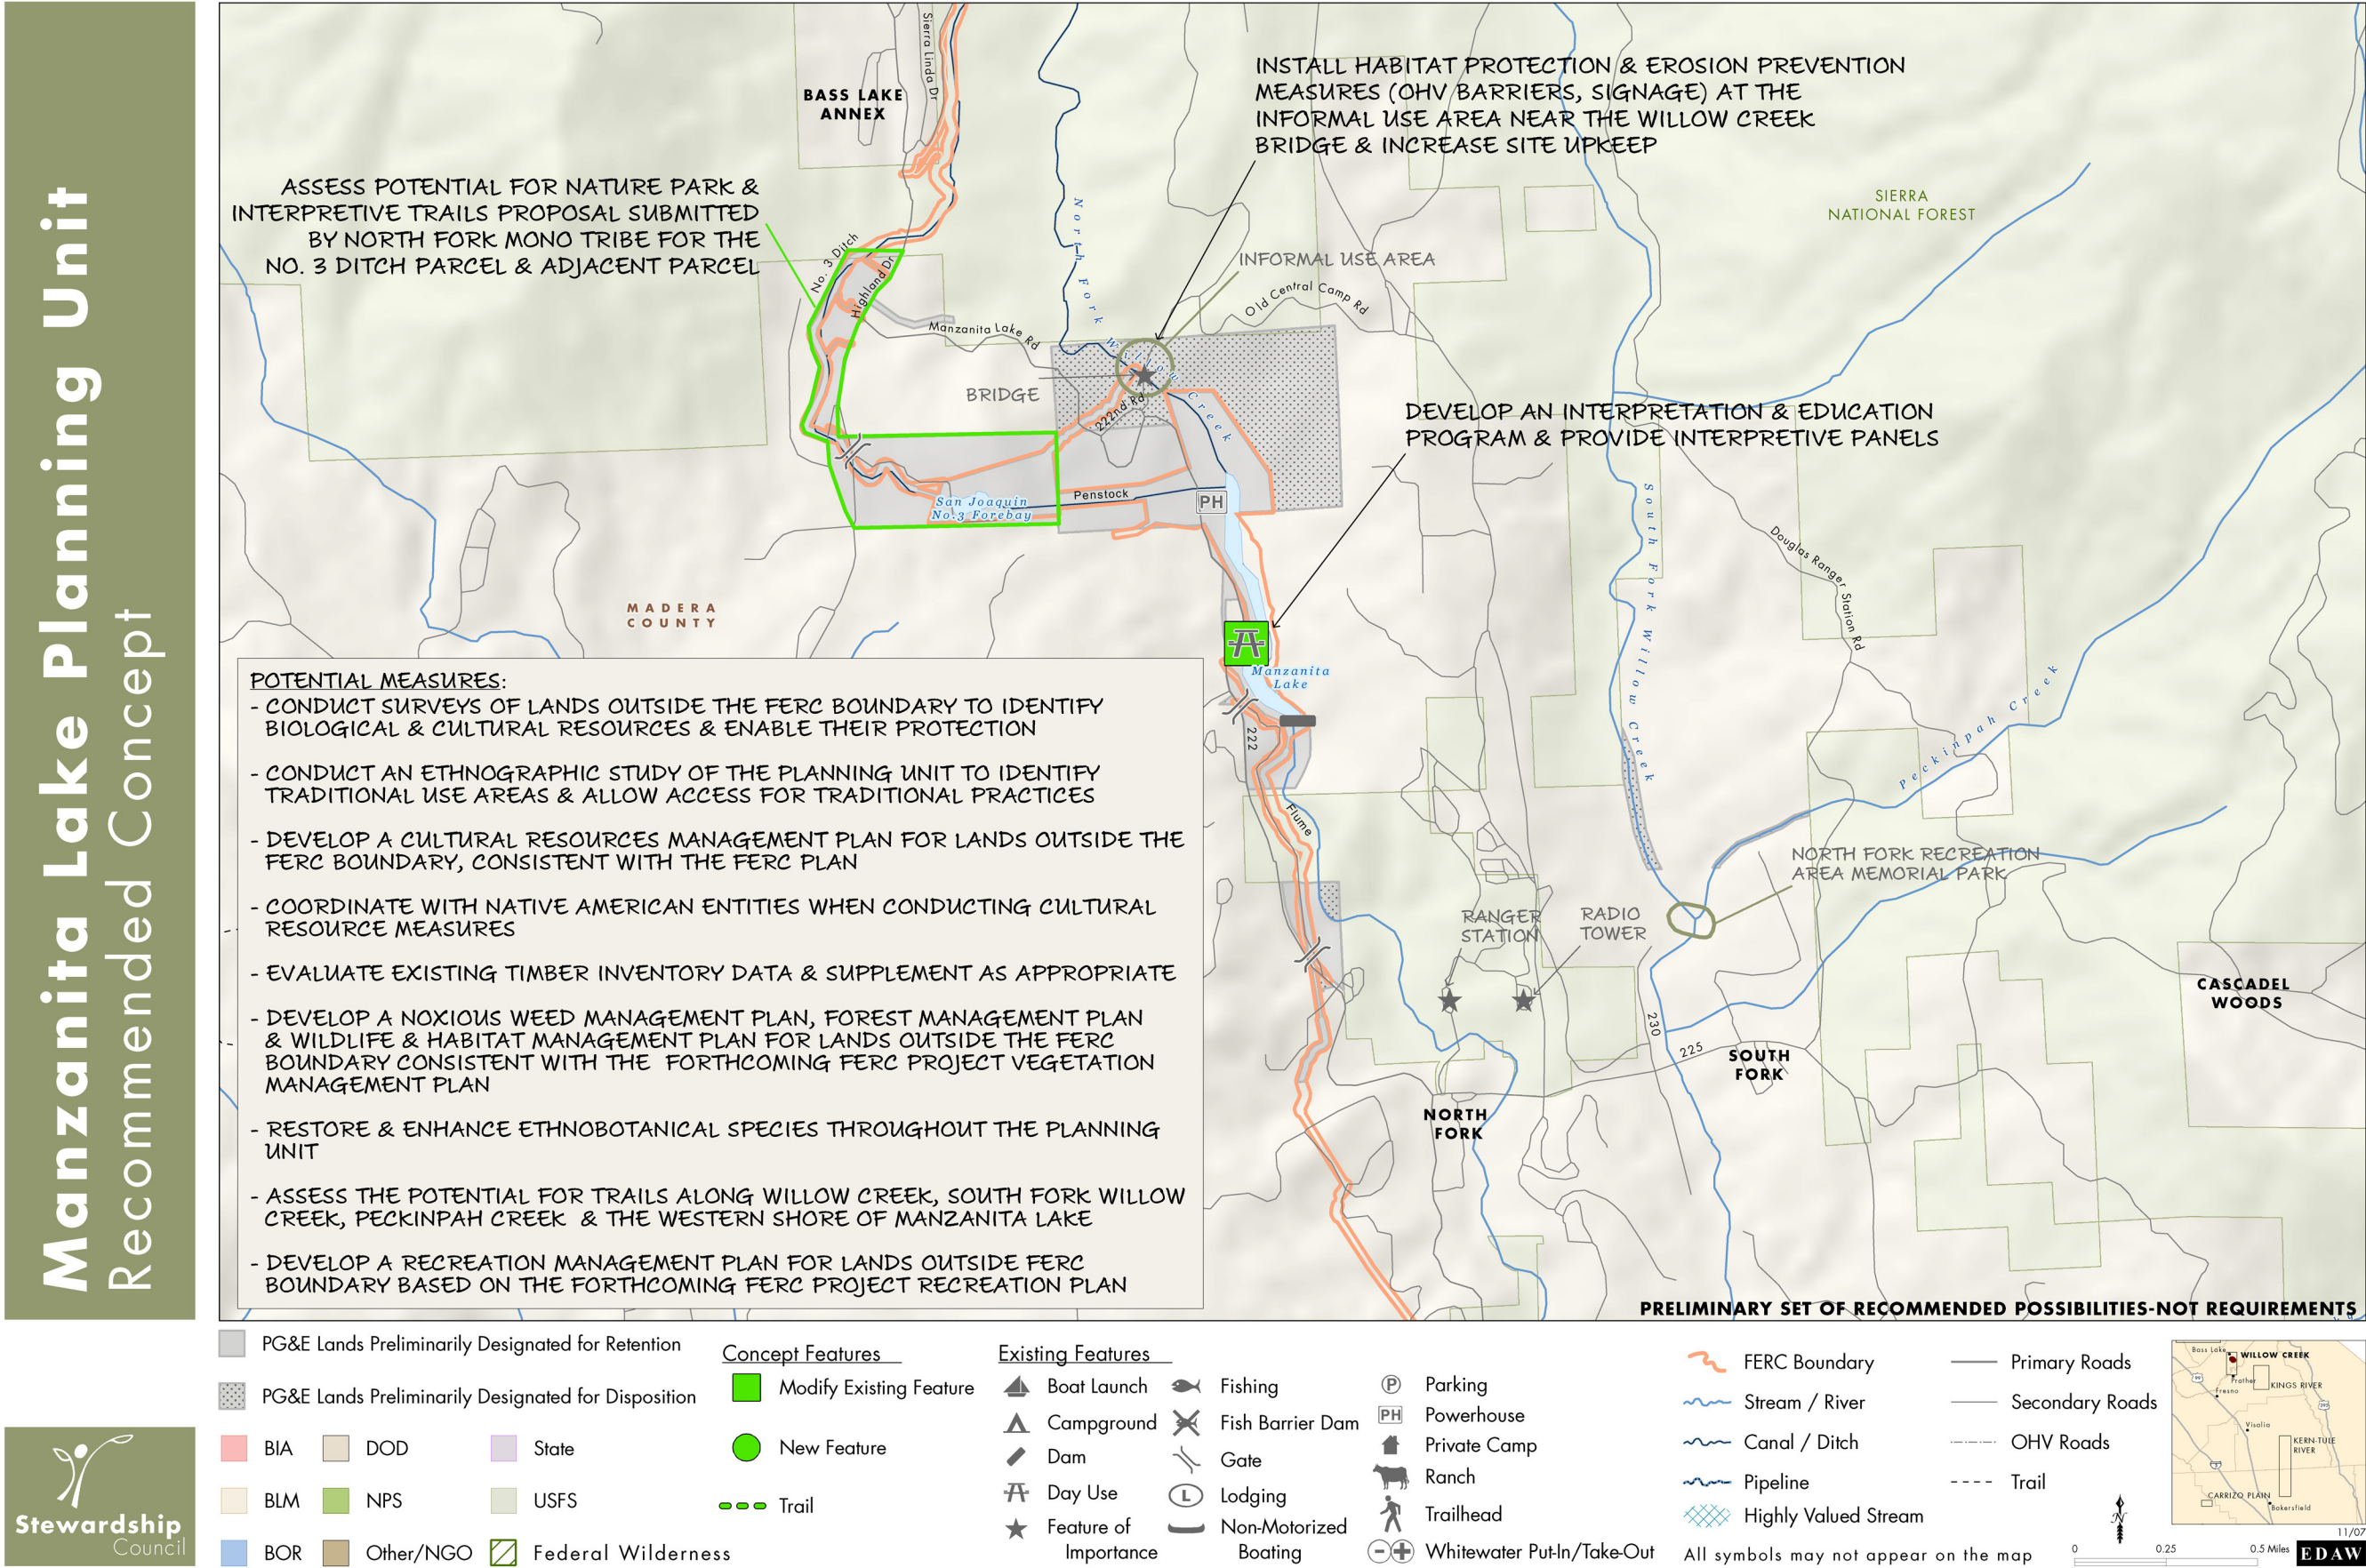 Manzanita Lake Planning Unit
Recommended Concept
Sierra Linda Dr
BASS LAKE
ANNEX
INSTALL HABITAT PROTECTION & EROSION PREVENTION
MEASURES (OHV BARRIERS, SIGNAGE) AT THE
INFORMAL USE AREA NEAR THE WILLOW CREEK
BRIDGE & INCREASE SITE UPKEEP
ASSESS POTENTIAL FOR NATURE PARK &
INTERPRETIVE TRAILS PROPOSAL SUBMITTED
BY NORTH FORK MONO TRIBE FOR THE
NO. 3 DITCH PARCEL & ADJACENT PARCEL
SIERRA
NATIONAL FOREST
No. 3 Ditch
Highland Dr
North Fork Willow Creek
INFORMAL USE AREA
Old Central Camp Rd
Manzanita Lake Rd
BRIDGE
222nd Rd
DEVELOP AN INTERPRETATION & EDUCATION
PROGRAM & PROVIDE INTERPRETIVE PANELS
San Joaquin
No.3 Forebay
Penstock
PH
South Fork Willow Creek
Douglas Ranger Station Rd
MADERA
COUNTY
Manzanita
Lake
222
Flume
Peckinpah Creek
POTENTIAL MEASURES:
- CONDUCT SURVEYS OF LANDS OUTSIDE THE FERC BOUNDARY TO IDENTIFY
BIOLOGICAL & CULTURAL RESOURCES & ENABLE THEIR PROTECTION
- CONDUCT AN ETHNOGRAPHIC STUDY OF THE PLANNING UNIT TO IDENTIFY
TRADITIONAL USE AREAS & ALLOW ACCESS FOR TRADITIONAL PRACTICES
- DEVELOP A CULTURAL RESOURCES MANAGEMENT PLAN FOR LANDS OUTSIDE THE
FERC BOUNDARY, CONSISTENT WITH THE FERC PLAN
- COORDINATE WITH NATIVE AMERICAN ENTITIES WHEN CONDUCTING CULTURAL
RESOURCE MEASURES
- EVALUATE EXISTING TIMBER INVENTORY DATA & SUPPLEMENT AS APPROPRIATE
- DEVELOP A NOXIOUS WEED MANAGEMENT PLAN, FOREST MANAGEMENT PLAN
& WILDLIFE & HABITAT MANAGEMENT PLAN FOR LANDS OUTSIDE THE FERC
BOUNDARY CONSISTENT WITH THE FORTHCOMING FERC PROJECT VEGETATION
MANAGEMENT PLAN
- RESTORE & ENHANCE ETHNOBOTANICAL SPECIES THROUGHOUT THE PLANNING
UNIT
- ASSESS THE POTENTIAL FOR TRAILS ALONG WILLOW CREEK, SOUTH FORK WILLOW
CREEK, PECKINPAH CREEK & THE WESTERN SHORE OF MANZANITA LAKE
- DEVELOP A RECREATION MANAGEMENT PLAN FOR LANDS OUTSIDE FERC
BOUNDARY BASED ON THE FORTHCOMING FERC PROJECT RECREATION PLAN
NORTH FORK RECREATION
AREA MEMORIAL PARK
RANGER
STATION
RADIO
TOWER
CASCADEL
WOODS
230
225
SOUTH
FORK
NORTH
FORK
PRELIMINARY SET OF RECOMMENDED POSSIBILITIES-NOT REQUIREMENTS
PG&E Lands Preliminarily Designated for Retention
PG&E Lands Preliminarily Designated for Disposition
BIA
DOD
State
BLM
NPS
USFS
BOR
Other/NGO
Federal Wilderness
Concept Features
Modify Existing Feature
New Feature
Trail
Existing Features
Boat Launch
Campground
Dam
Day Use
Feature of
Importance
Fishing
Fish Barrier Dam
Gate
L
Lodging
Non-Motorized
Boating
P
Parking
PH
Powerhouse
Private Camp
Ranch
Trailhead
Whitewater Put-In/Take-Out
FERC Boundary
Stream / River
Canal / Ditch
Pipeline
Highly Valued Stream
All symbols may not appear on the map
Primary Roads
Secondary Roads
OHV Roads
Trail
N
0 0.25 0.5 Miles
Bass Lake
WILLOW CREEK
Prather
KINGS RIVER
Fresno
Visalia
KERN-TULE
RIVER
CARRIZO PLAIN
Bakersfield
11/07
EDAW
Stewardship
Council